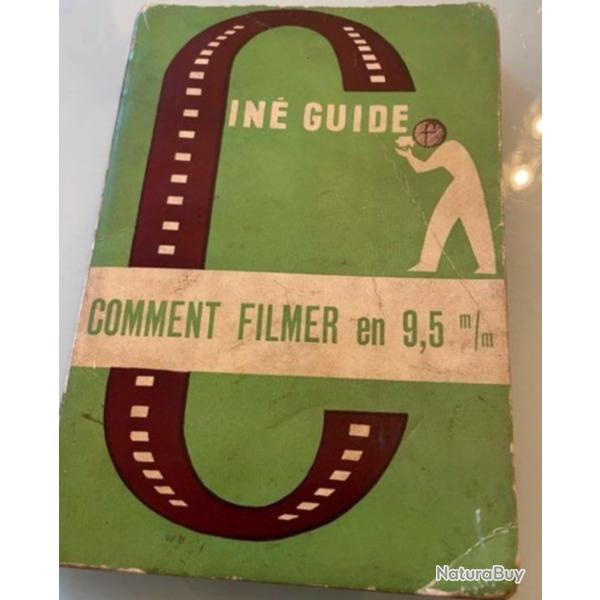 CINÉ GUIDE
COMMENT FILMER en 9,5 m/m
NaturaBuy